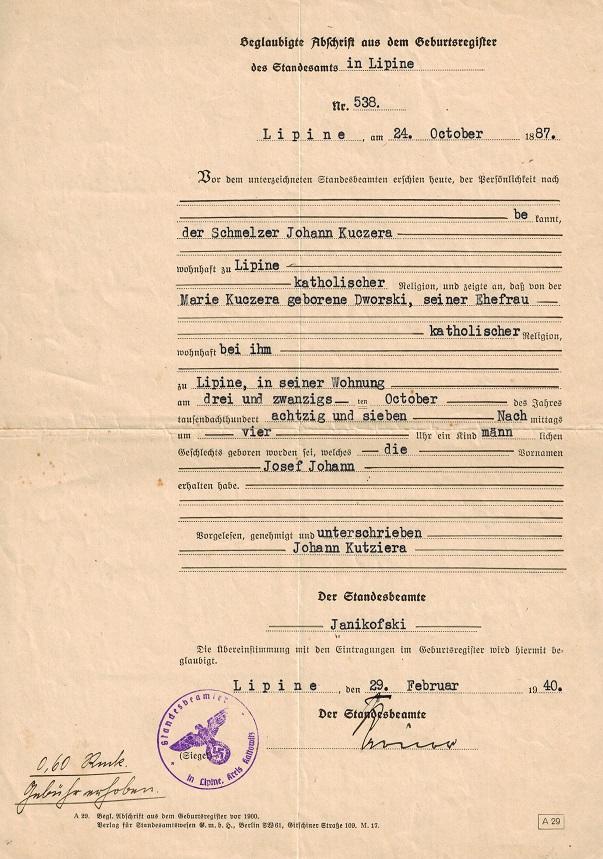 Beglaubigte Abschrift aus dem Geburtsregister
des Standesamts in Lipine
Nr. 538.
Lipine, am 24. October 1887.
Vor dem unterzeichneten Standesbeamten erschien heute, der Persönlichkeit nach
be kannt,
der Schmelzer Johann Kuczera
wohnhaft zu Lipine
katholischer Religion, und zeigte an, daß von der
Marie Kuczera geborene Dworski, seiner Ehefrau
katholischer Religion,
wohnhaft bei ihm
zu Lipine, in seiner Wohnung
am drei und zwanzigs ten October des Jahres
tausendachthundert achtzig und sieben Nach mittags
um vier Uhr ein Kind männ lichen
Geschlechts geboren worden sei, welches die Vornamen
Josef Johann
erhalten habe.
Vorgelesen, genehmigt und unterschrieben
Johann Kutziera
Der Standesbeamte
Janikofski
Die Übereinstimmung mit den Eintragungen im Geburtsregister wird hiermit be-
glaubigt.
Lipine, den 29. Februar 1940.
Der Standesbeamte
Standesbeamter
(Siegel)
in Lipine, Kreis Kattowitz
0,60 Rmk.
Gebühr erhoben.
A 29. Begl. Abschrift aus dem Geburtsregister vor 1900.
Verlag für Standesamtswesen G. m. b. H., Berlin SW 61, Gitschiner Straße 109. M. 17.
A 29